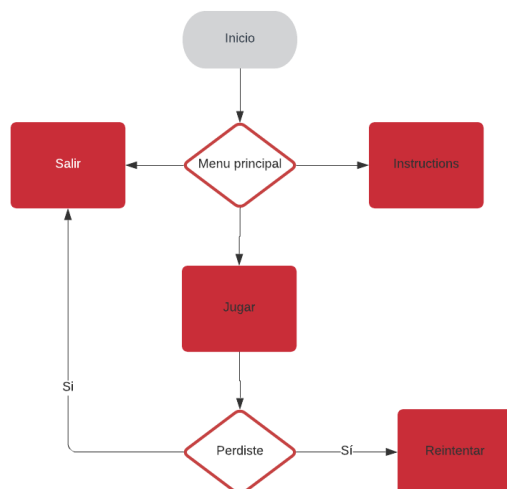 Inicio
Salir
Menu principal
Instructions
Jugar
Si
Perdiste
Sí
Reintentar